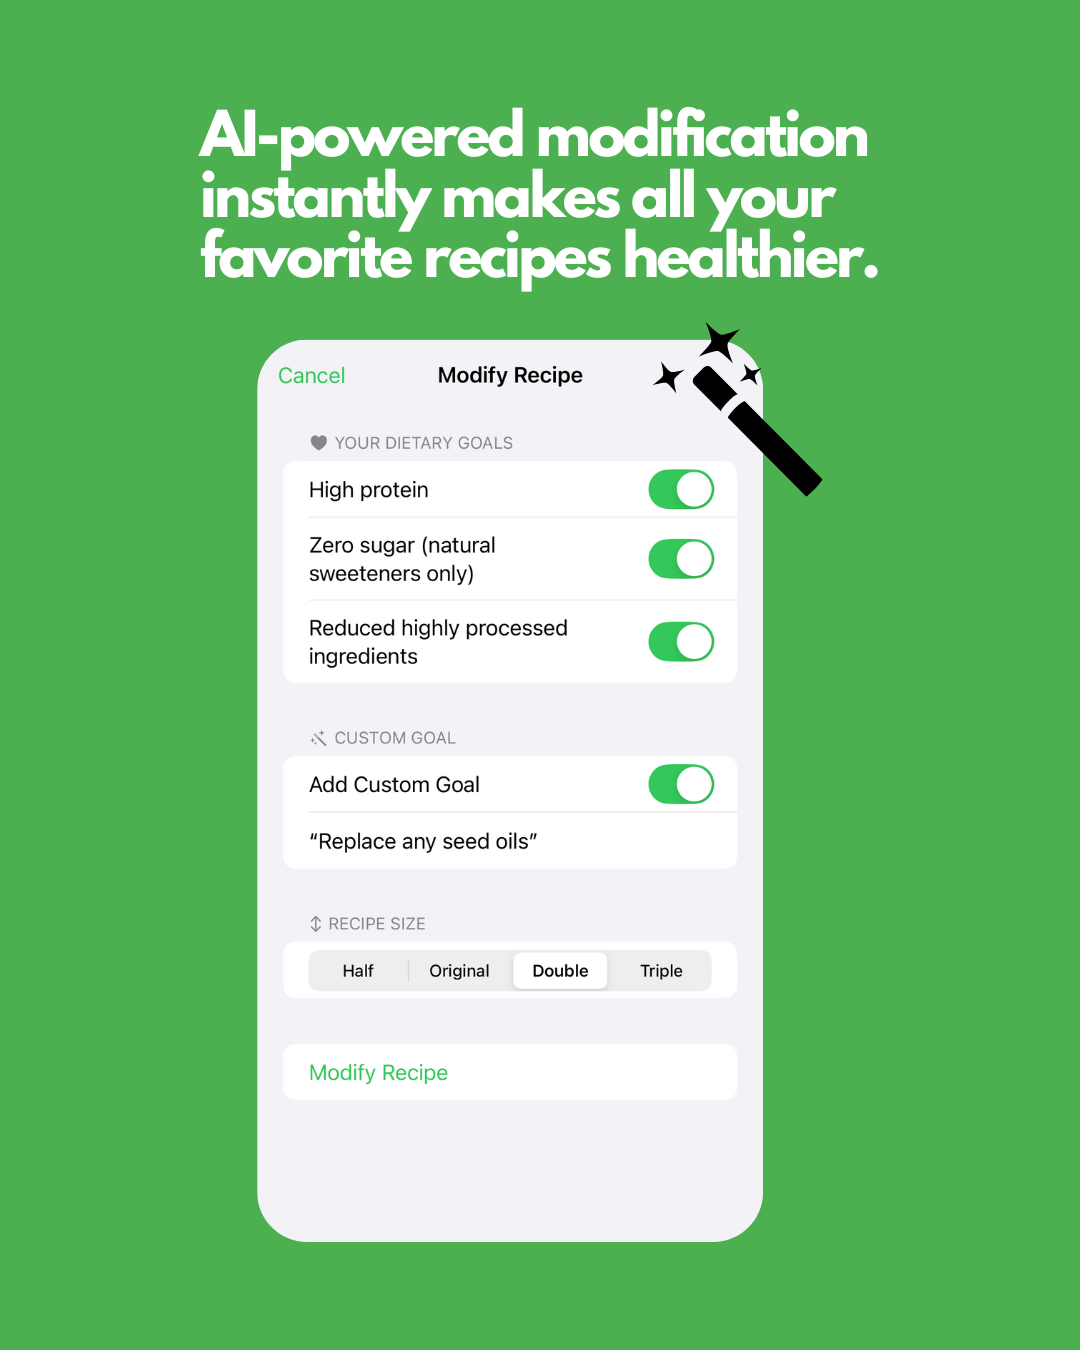 AI-powered modification
instantly makes all your
favorite recipes healthier.
Cancel
Modify Recipe
YOUR DIETARY GOALS
High protein
Zero sugar (natural
sweeteners only)
Reduced highly processed
ingredients
CUSTOM GOAL
Add Custom Goal
“Replace any seed oils”
RECIPE SIZE
Half
Original
Double
Triple
Modify Recipe